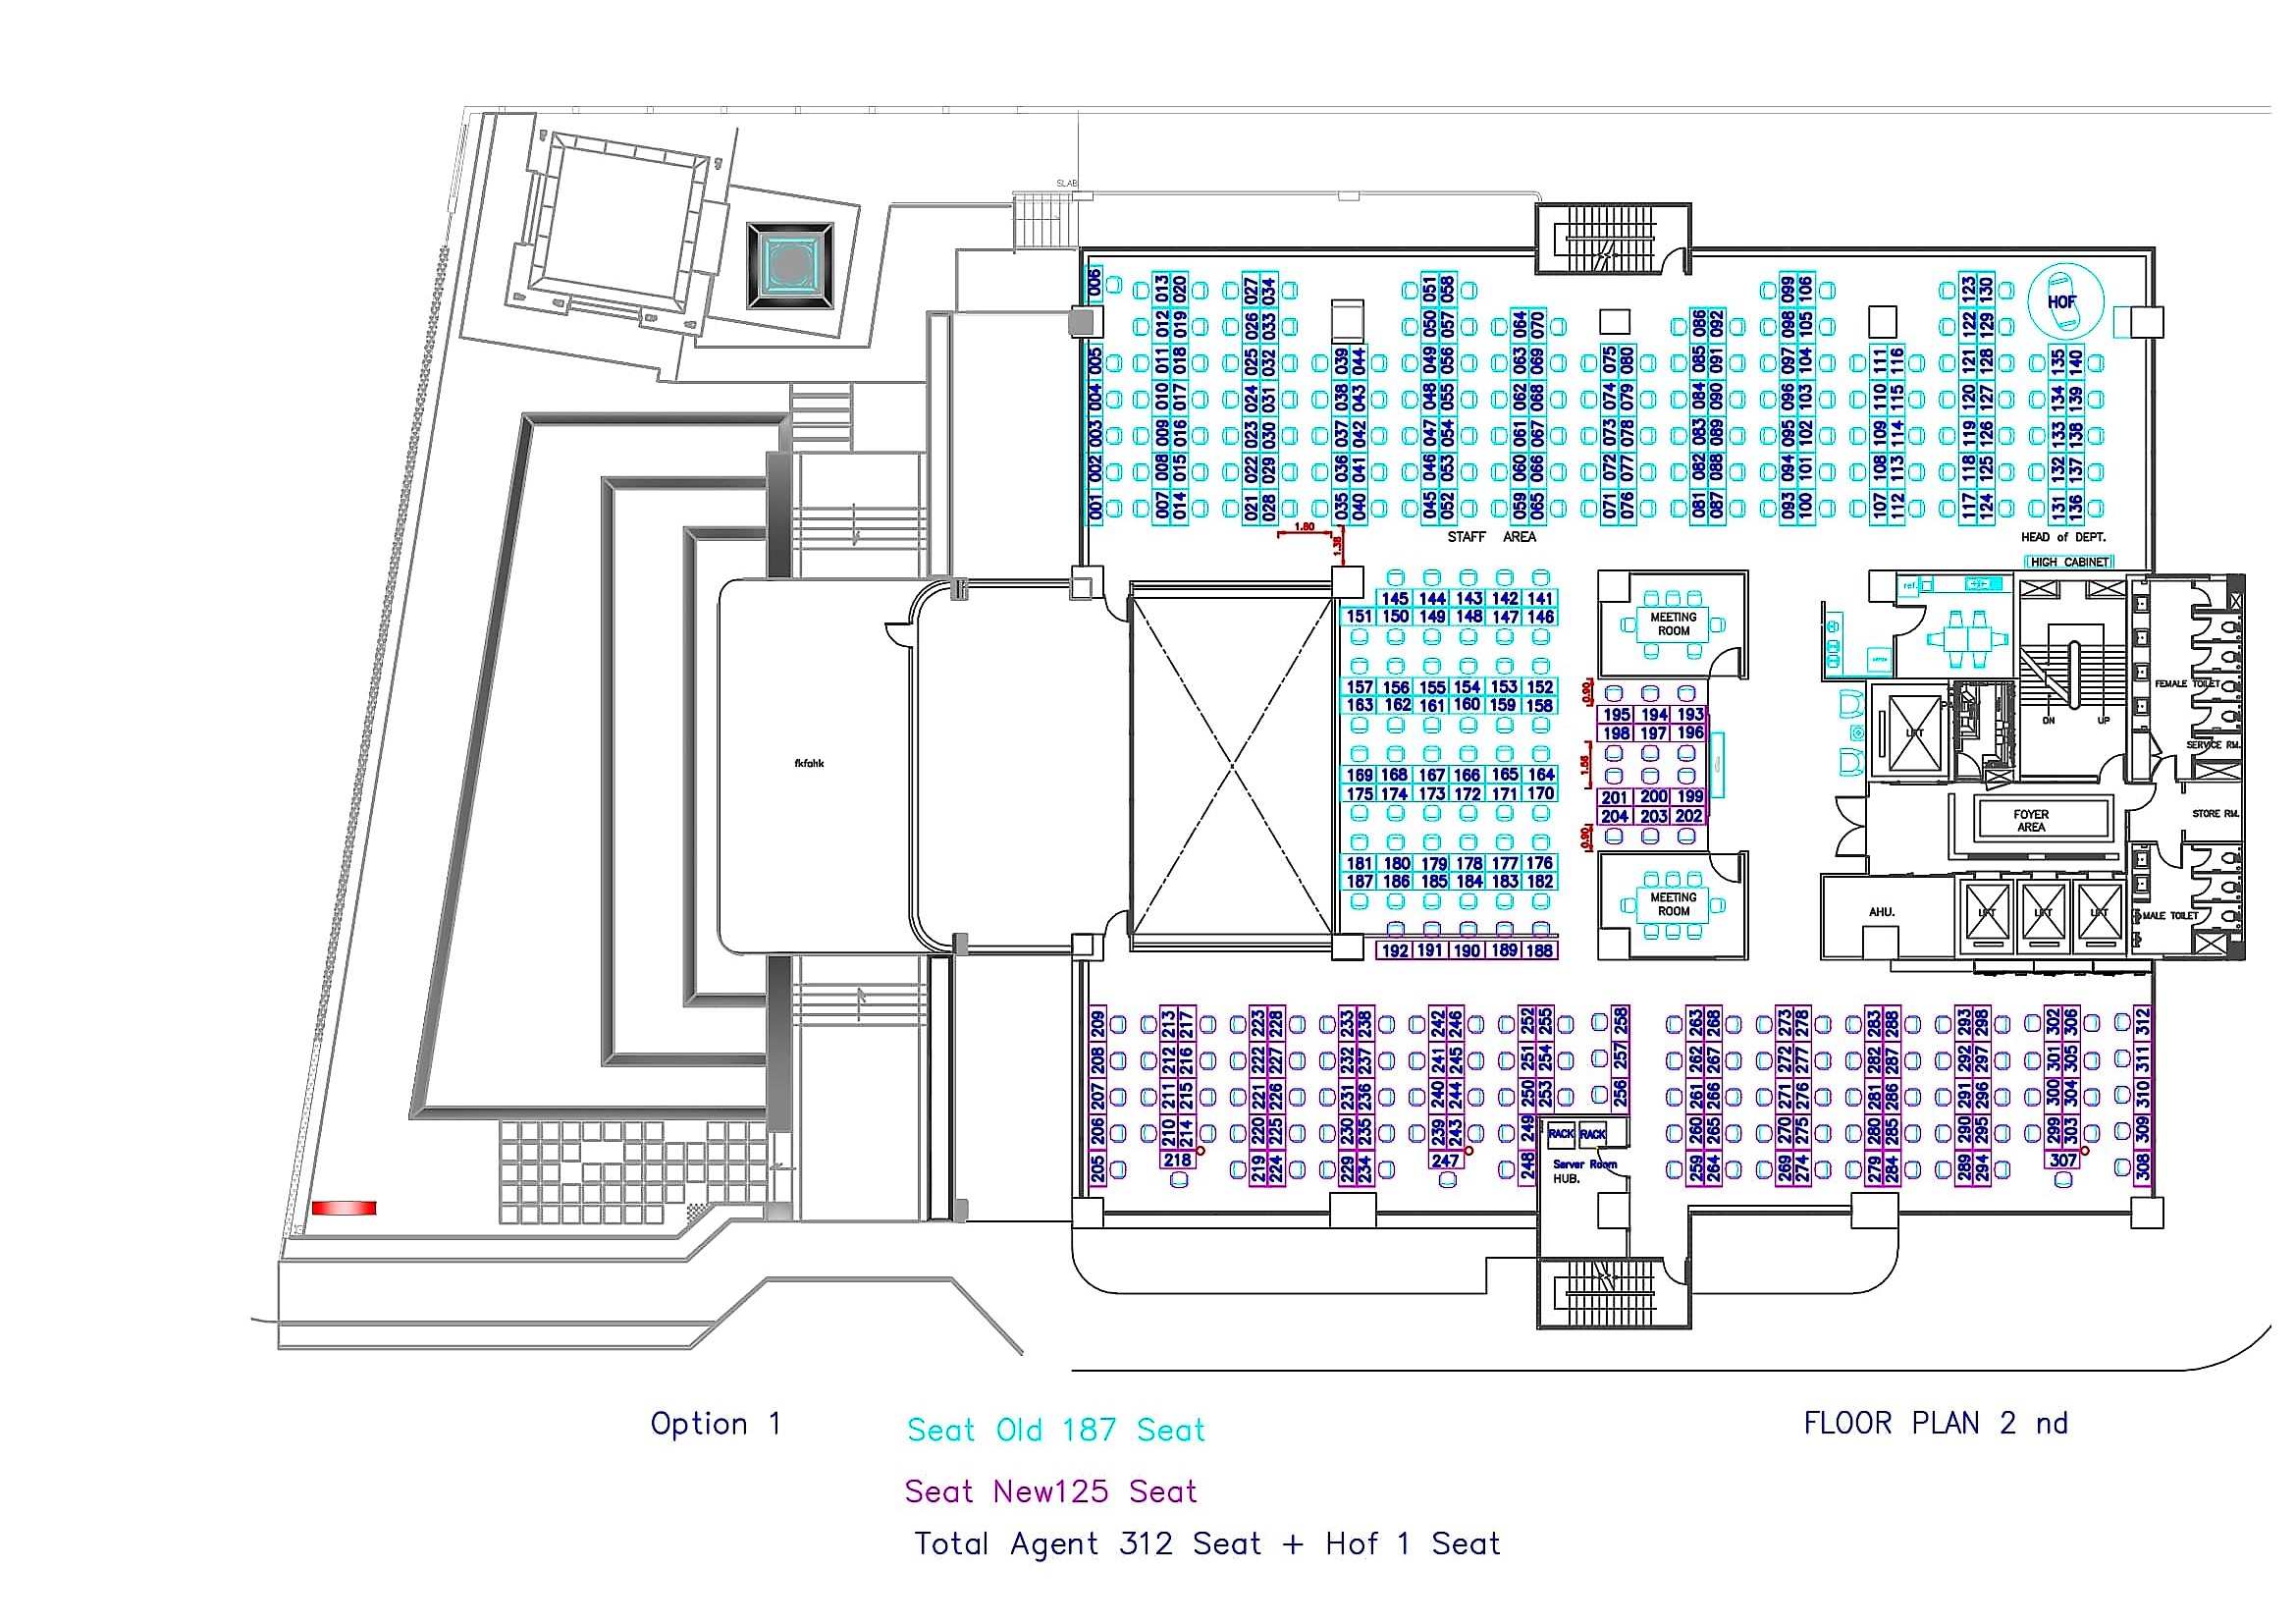 SLAB
006 013 020 027 034 051 058 099 106 123 130 HOF
012 019 026 033 050 057 064 070 086 092 098 105 122 129
005 011 018 025 032 039 044 049 056 063 069 075 080 085 091 097 104 111 116 121 128 135 140
004 010 017 024 031 038 043 048 055 062 068 074 079 084 090 096 103 110 115 120 127 134 139
003 009 016 023 030 037 042 047 054 061 067 073 078 083 089 095 102 109 114 119 126 133 138
002 008 015 022 029 036 041 046 053 060 066 072 077 082 088 094 101 108 113 118 125 132 137
001 007 014 021 028 035 040 045 052 059 065 071 076 081 087 093 100 107 112 117 124 131 136
1.80
1.38
STAFF AREA
HEAD of DEPT.
HIGH CABINET
ref.
145 144 143 142 141
151 150 149 148 147 146
MEETING
ROOM
157 156 155 154 153 152
163 162 161 160 159 158
0.90
195 194 193
198 197 196
1.66
FEMALE TOILET
DN UP
LIFT
SERVICE RM.
fkfahk
169 168 167 166 165 164
175 174 173 172 171 170
201 200 199
204 203 202
0.90
FOYER
AREA
STORE RM.
181 180 179 178 177 176
187 186 185 184 183 182
MEETING
ROOM
AHU.
LIFT LIFT LIFT
MALE TOILET
192 191 190 189 188
209 213 217 223 228 233 238 242 246 252 255 258 263 268 273 278 283 288 293 298 302 306 312
208 212 216 222 227 232 237 241 245 251 254 257 262 267 272 277 282 287 292 297 301 305 311
207 211 215 221 226 231 236 240 244 250 253 256 261 266 271 276 281 286 291 296 300 304 310
206 210 214 220 225 230 235 239 243 249 260 265 270 275 280 285 290 295 299 303 309
205 218 219 224 229 234 247 248 259 264 269 274 279 284 289 294 307 308
RACK RACK
Server Room
HUB.
Option 1
Seat Old 187 Seat
FLOOR PLAN 2 nd
Seat New125 Seat
Total Agent 312 Seat + Hof 1 Seat